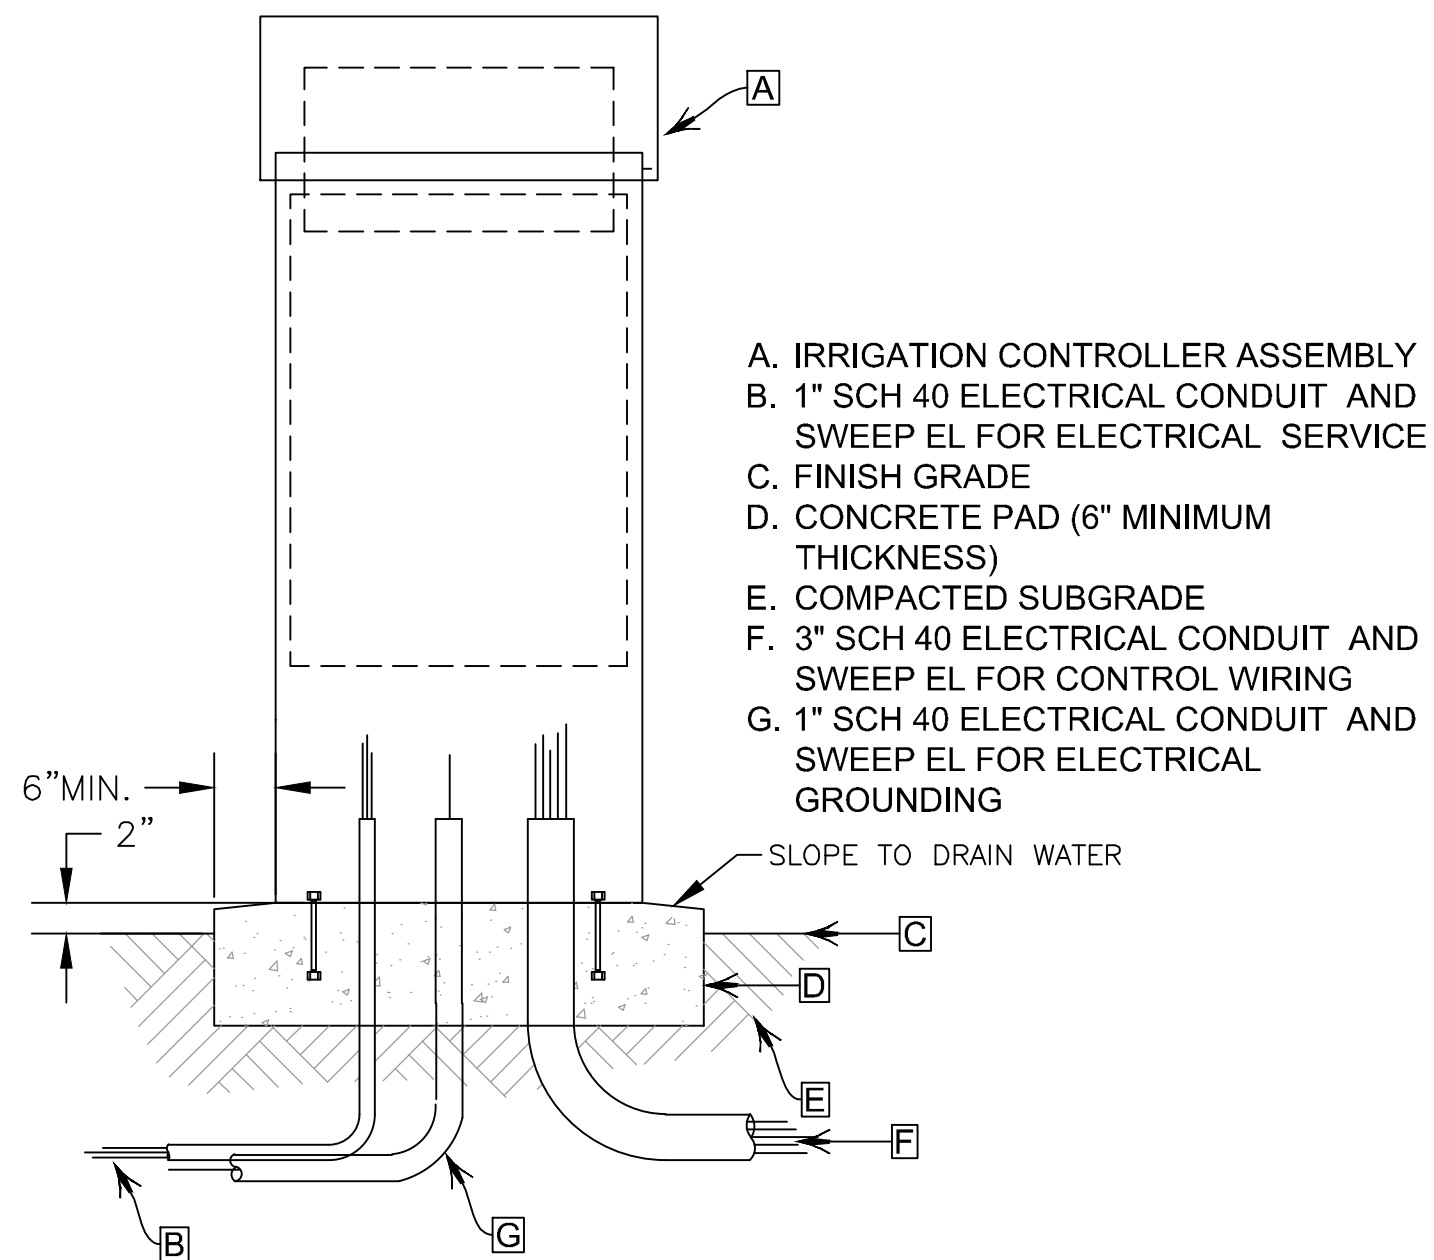 A
A. IRRIGATION CONTROLLER ASSEMBLY
B. 1" SCH 40 ELECTRICAL CONDUIT AND
SWEEP EL FOR ELECTRICAL SERVICE
C. FINISH GRADE
D. CONCRETE PAD (6" MINIMUM
THICKNESS)
E. COMPACTED SUBGRADE
F. 3" SCH 40 ELECTRICAL CONDUIT AND
SWEEP EL FOR CONTROL WIRING
G. 1" SCH 40 ELECTRICAL CONDUIT AND
SWEEP EL FOR ELECTRICAL
GROUNDING
6”MIN.
2”
SLOPE TO DRAIN WATER
C
D
E
F
G
B